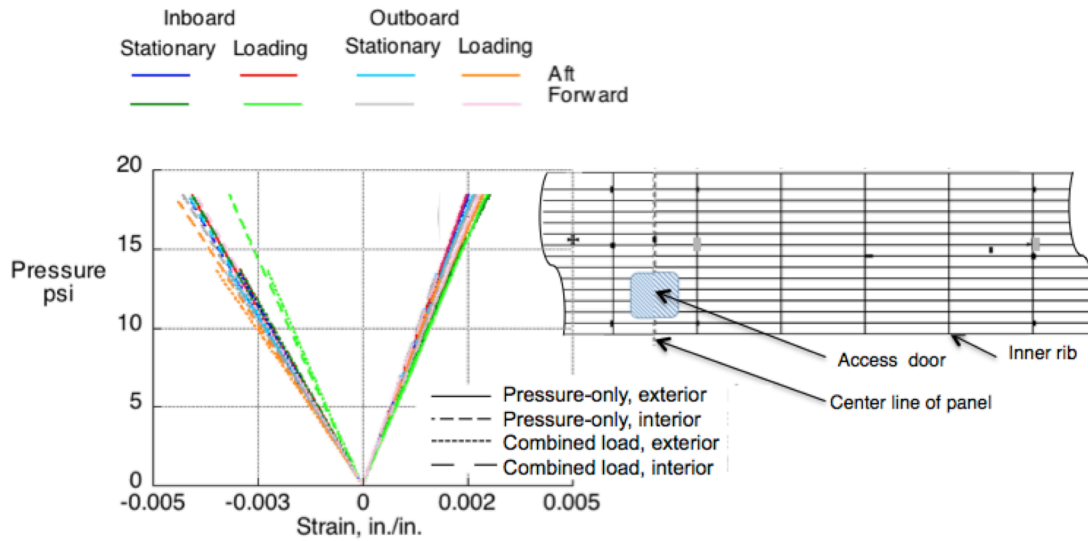 Inboard Outboard
Stationary Loading Stationary Loading
Aft
Forward
20
15
Pressure
psi
10
5
0
-0.005 -0.003 0 0.002 0.005
Strain, in./in.
Pressure-only, exterior
Pressure-only, interior
Combined load, exterior
Combined load, interior
Access door
Inner rib
Center line of panel